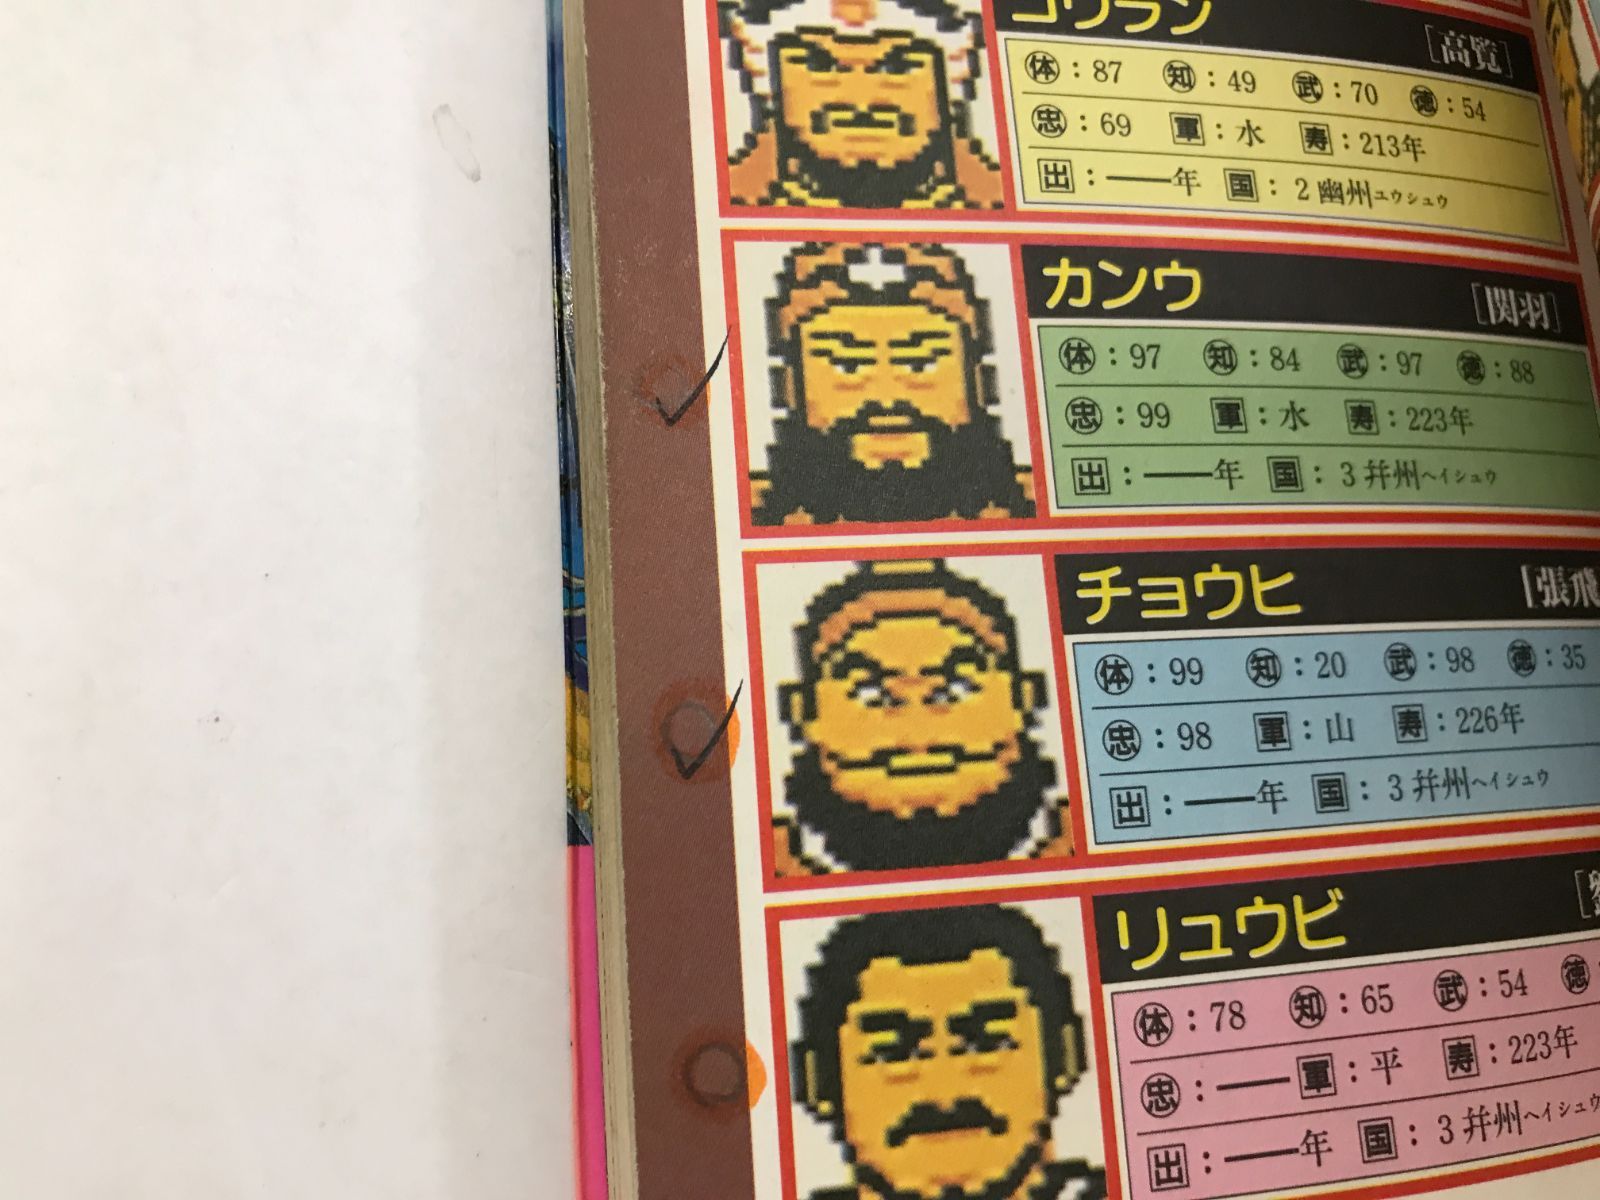 コウラン [高覧]
体：87 知：49 武：70 徳：54
忠：69 軍：水 寿：213年
出：――年 国：2 幽州ユウシュウ
カンウ [関羽]
体：97 知：84 武：97 徳：88
忠：99 軍：水 寿：223年
出：――年 国：3 并州ヘイシュウ
チョウヒ [張飛
体：99 知：20 武：98 徳：35
忠：98 軍：山 寿：226年
出：――年 国：3 并州ヘイシュウ
リュウビ [
体：78 知：65 武：54 徳
忠：―― 軍：平 寿：223年
出：――年 国：3 并州ヘイシュウ